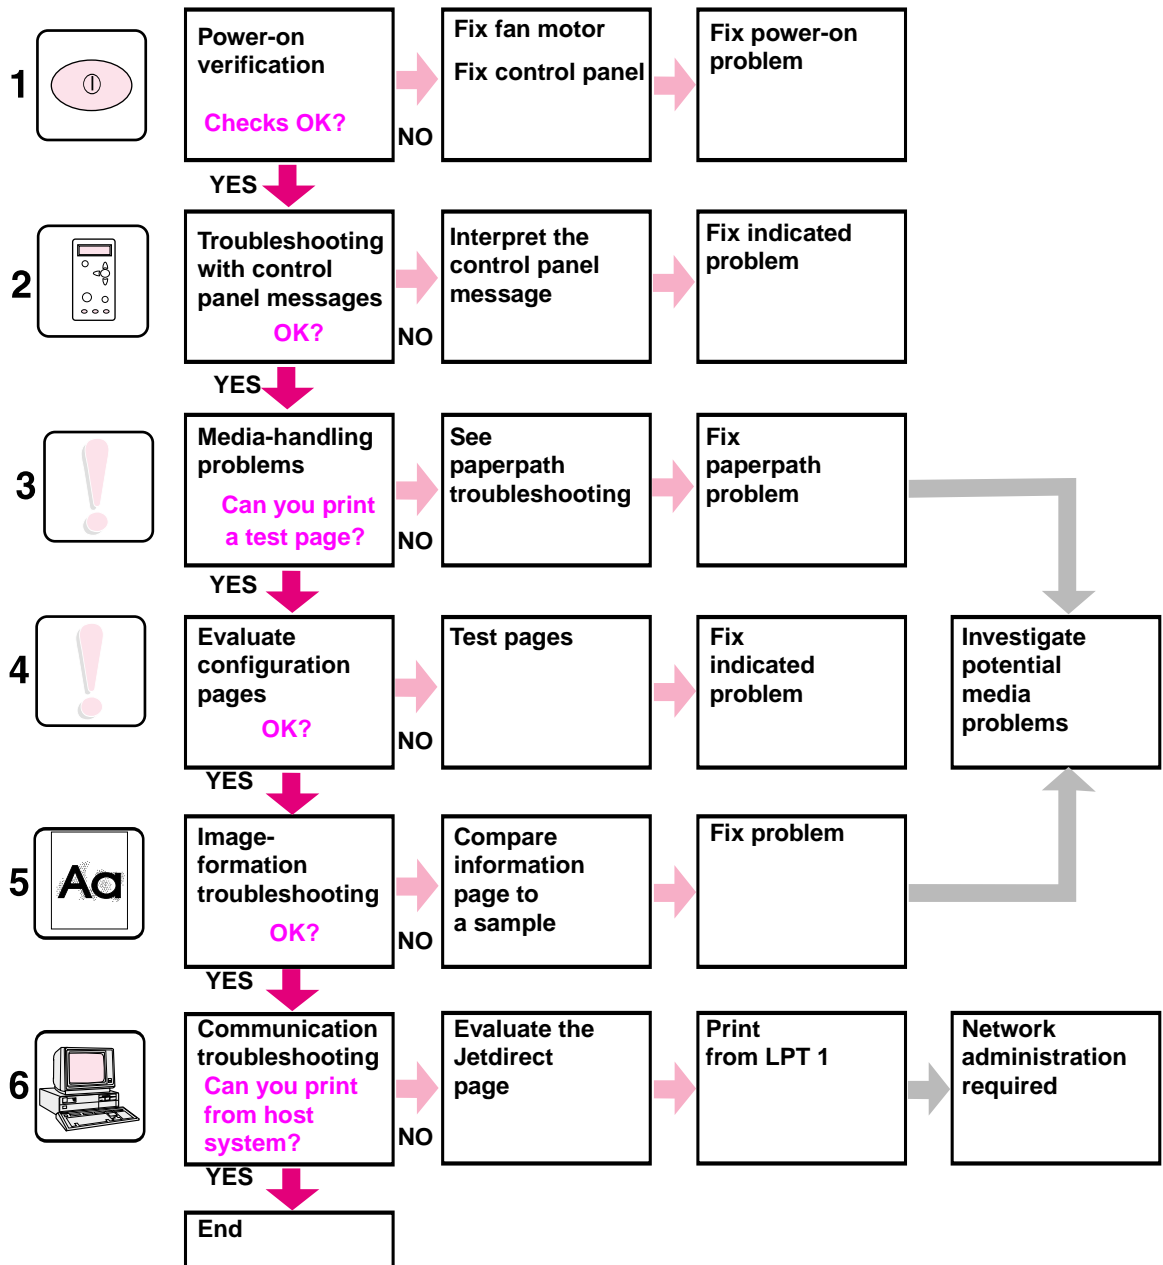 1
Power-on
verification
Checks OK?
NO
Fix fan motor
Fix control panel
Fix power-on
problem
YES
2
Troubleshooting
with control
panel messages
OK?
NO
Interpret the
control panel
message
Fix indicated
problem
YES
3
Media-handling
problems
Can you print
a test page?
NO
See
paperpath
troubleshooting
Fix
paperpath
problem
YES
4
Evaluate
configuration
pages
OK?
NO
Test pages
Fix
indicated
problem
Investigate
potential
media
problems
YES
5
Aa
Image-
formation
troubleshooting
OK?
NO
Compare
information
page to
a sample
Fix problem
YES
6
Communication
troubleshooting
Can you print
from host
system?
NO
Evaluate the
Jetdirect
page
Print
from LPT 1
Network
administration
required
YES
End